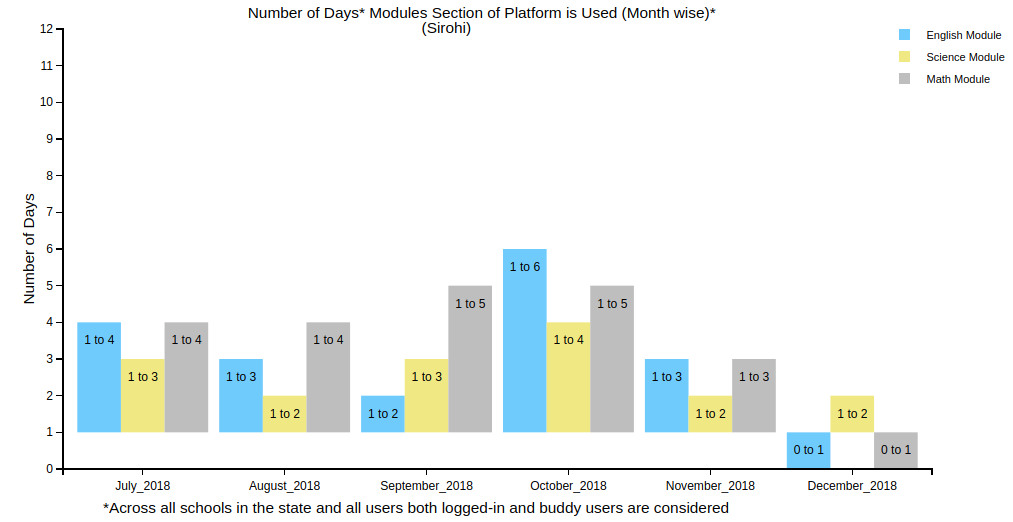 Number of Days* Modules Section of Platform is Used (Month wise)*
(Sirohi)
English Module
Science Module
Math Module
Number of Days
12
11
10
9
8
7
6
5
4
3
2
1
0
1 to 4
1 to 3
1 to 4
1 to 3
1 to 2
1 to 4
1 to 2
1 to 3
1 to 5
1 to 6
1 to 4
1 to 5
1 to 3
1 to 2
1 to 3
0 to 1
1 to 2
0 to 1
July_2018
August_2018
September_2018
October_2018
November_2018
December_2018
*Across all schools in the state and all users both logged-in and buddy users are considered